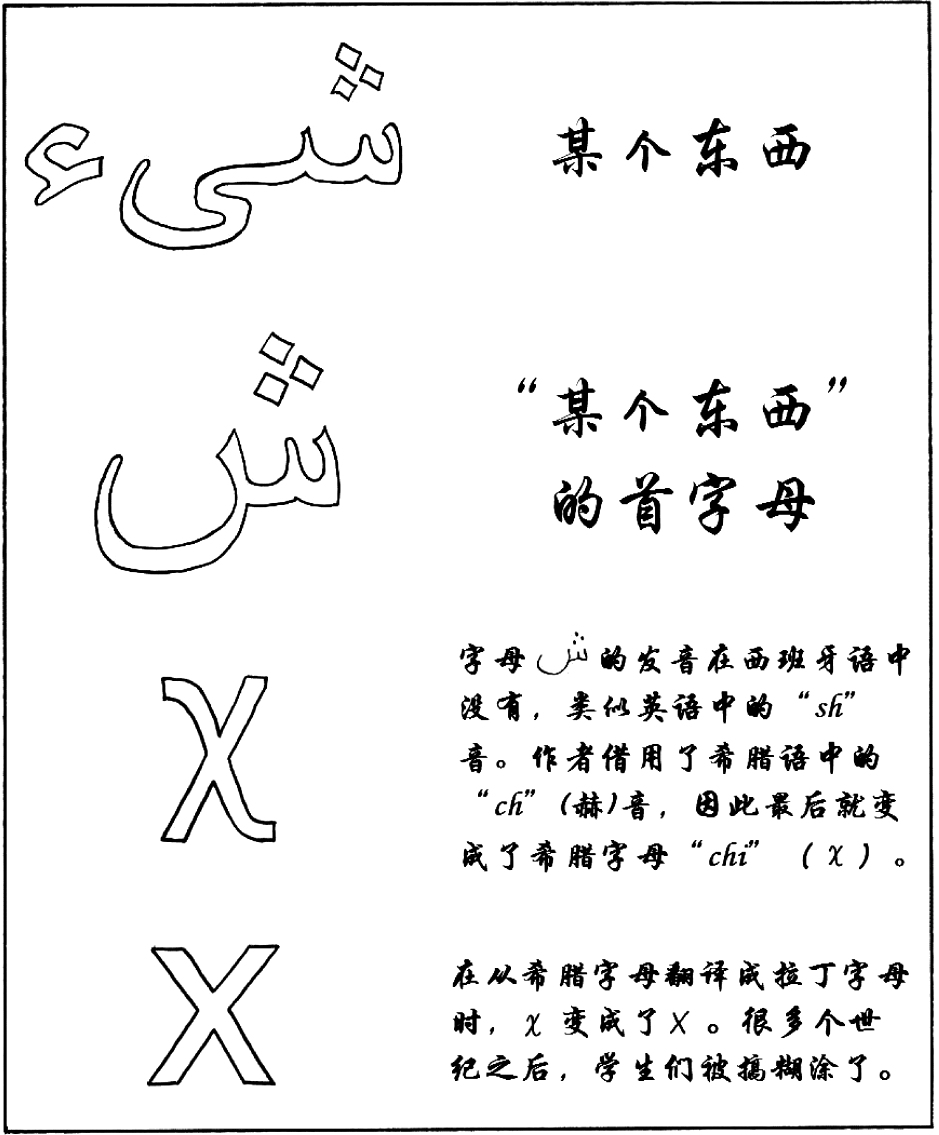 شىء
某个东西
ش
“某个东西”
的首字母
字母ش的发音在西班牙语中
没有，类似英语中的“sh”
音。作者借用了希腊语中的
“ch”（赫）音，因此最后就变
成了希腊字母“chi”（χ）。
χ
X
在从希腊字母翻译成拉丁字母
时，χ变成了X。很多个世
纪之后，学生们被搞糊涂了。